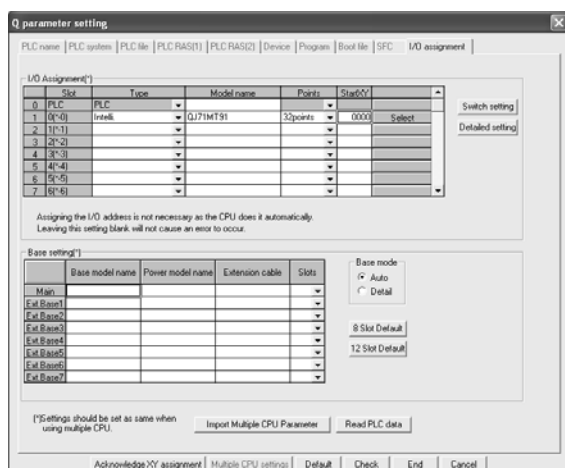 Q parameter setting
PLC name PLC system PLC file PLC RAS(1) PLC RAS(2) Device Program Boot file SFC I/O assignment
I/O Assignment(*)
Slot Type Model name Points StartXY
0 PLC PLC
1 0(*-0) Intelli. QJ71MT91 32points 0000 Select
2 1(*-1)
3 2(*-2)
4 3(*-3)
5 4(*-4)
6 5(*-5)
7 6(*-6)
Switch setting
Detailed setting
Assigning the I/O address is not necessary as the CPU does it automatically.
Leaving this setting blank will not cause an error to occur.
Base setting(*)
Base model name Power model name Extension cable Slots
Main
Ext.Base1
Ext.Base2
Ext.Base3
Ext.Base4
Ext.Base5
Ext.Base6
Ext.Base7
Base mode
Auto
Detail
8 Slot Default
12 Slot Default
(*)Settings should be set as same when
using multiple CPU.
Import Multiple CPU Parameter Read PLC data
Acknowledge XY assignment Multiple CPU settings Default Check End Cancel